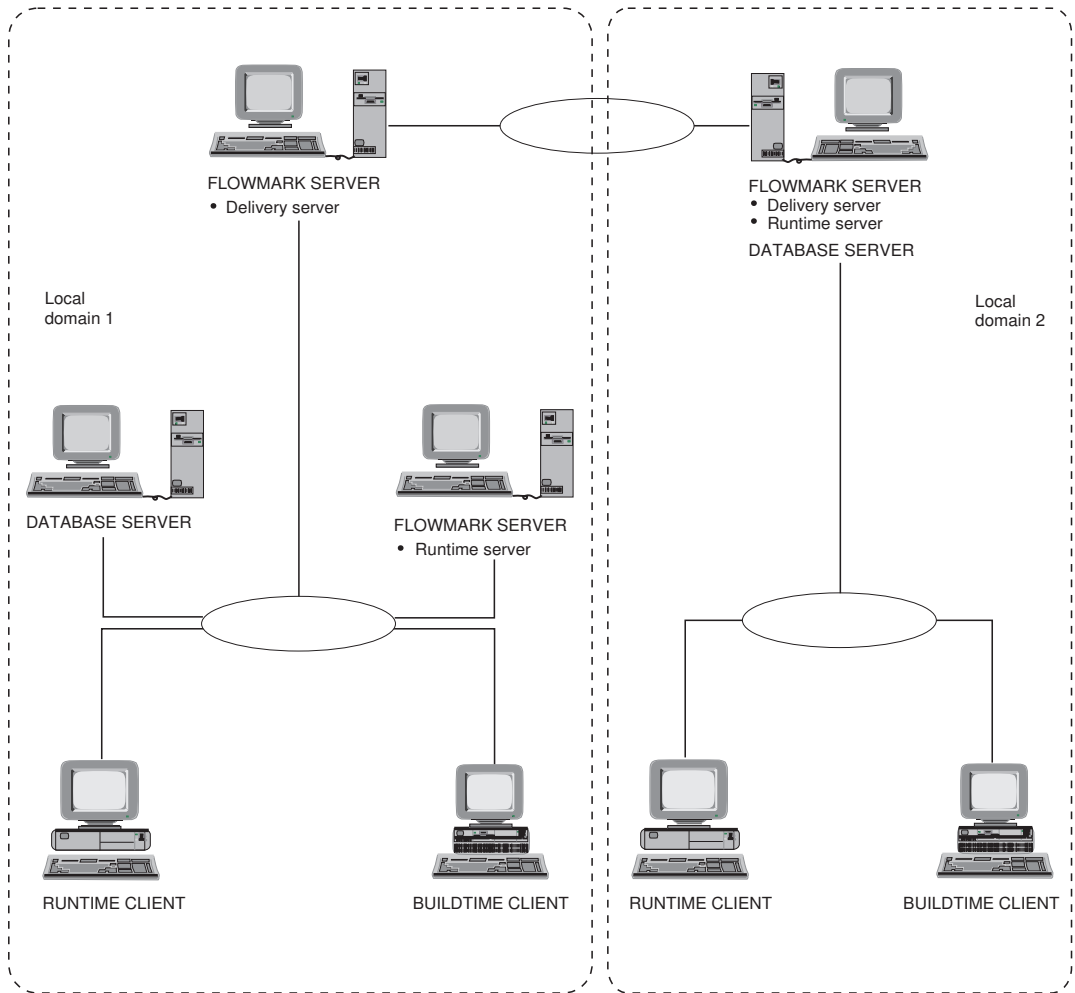 FLOWMARK SERVER
• Delivery server
FLOWMARK SERVER
• Delivery server
• Runtime server
DATABASE SERVER
Local
domain 1
Local
domain 2
DATABASE SERVER
FLOWMARK SERVER
• Runtime server
RUNTIME CLIENT
BUILDTIME CLIENT
RUNTIME CLIENT
BUILDTIME CLIENT